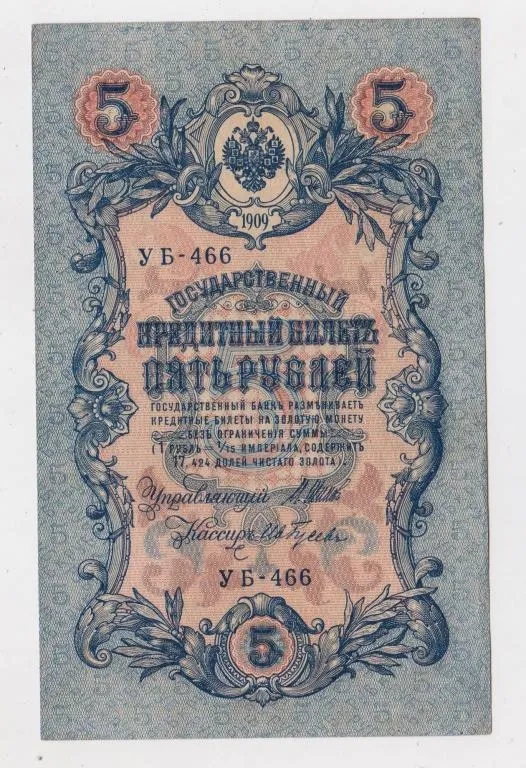 5 5
1909
УБ-466
ГОСУДАРСТВЕННЫЙ
КРЕДИТНЫЙ БИЛЕТЪ
ПЯТЬ РУБЛЕЙ
ГОСУДАРСТВЕННЫЙ БАНКЪ РАЗМѢНИВАЕТЪ
КРЕДИТНЫЕ БИЛЕТЫ НА ЗОЛОТУЮ МОНЕТУ
БЕЗЪ ОГРАНИЧЕНІЯ СУММЫ
(1 РУБЛЬ = 1/15 ИМПЕРІАЛА, СОДЕРЖИТЪ
17,424 ДОЛЕЙ ЧИСТАГО ЗОЛОТА).
Управляющій
Кассиръ
УБ-466
5